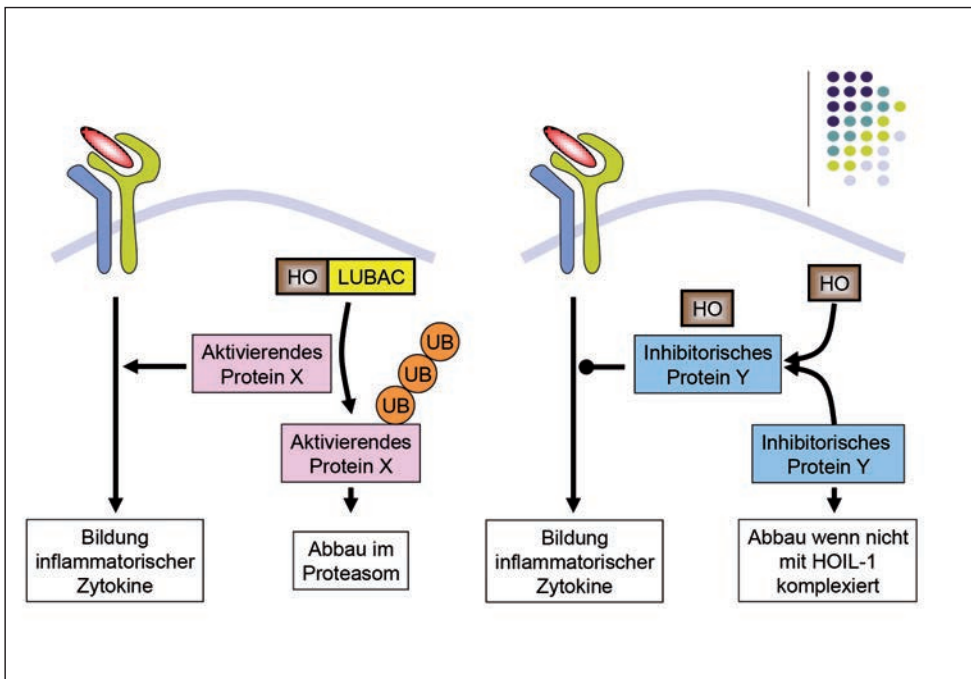 HO LUBAC
Aktivierendes
Protein X
UB
UB
UB
Aktivierendes
Protein X
Bildung
inflammatorischer
Zytokine
Abbau im
Proteasom
HO
HO
Inhibitorisches
Protein Y
Inhibitorisches
Protein Y
Bildung
inflammatorischer
Zytokine
Abbau wenn nicht
mit HOIL-1
komplexiert